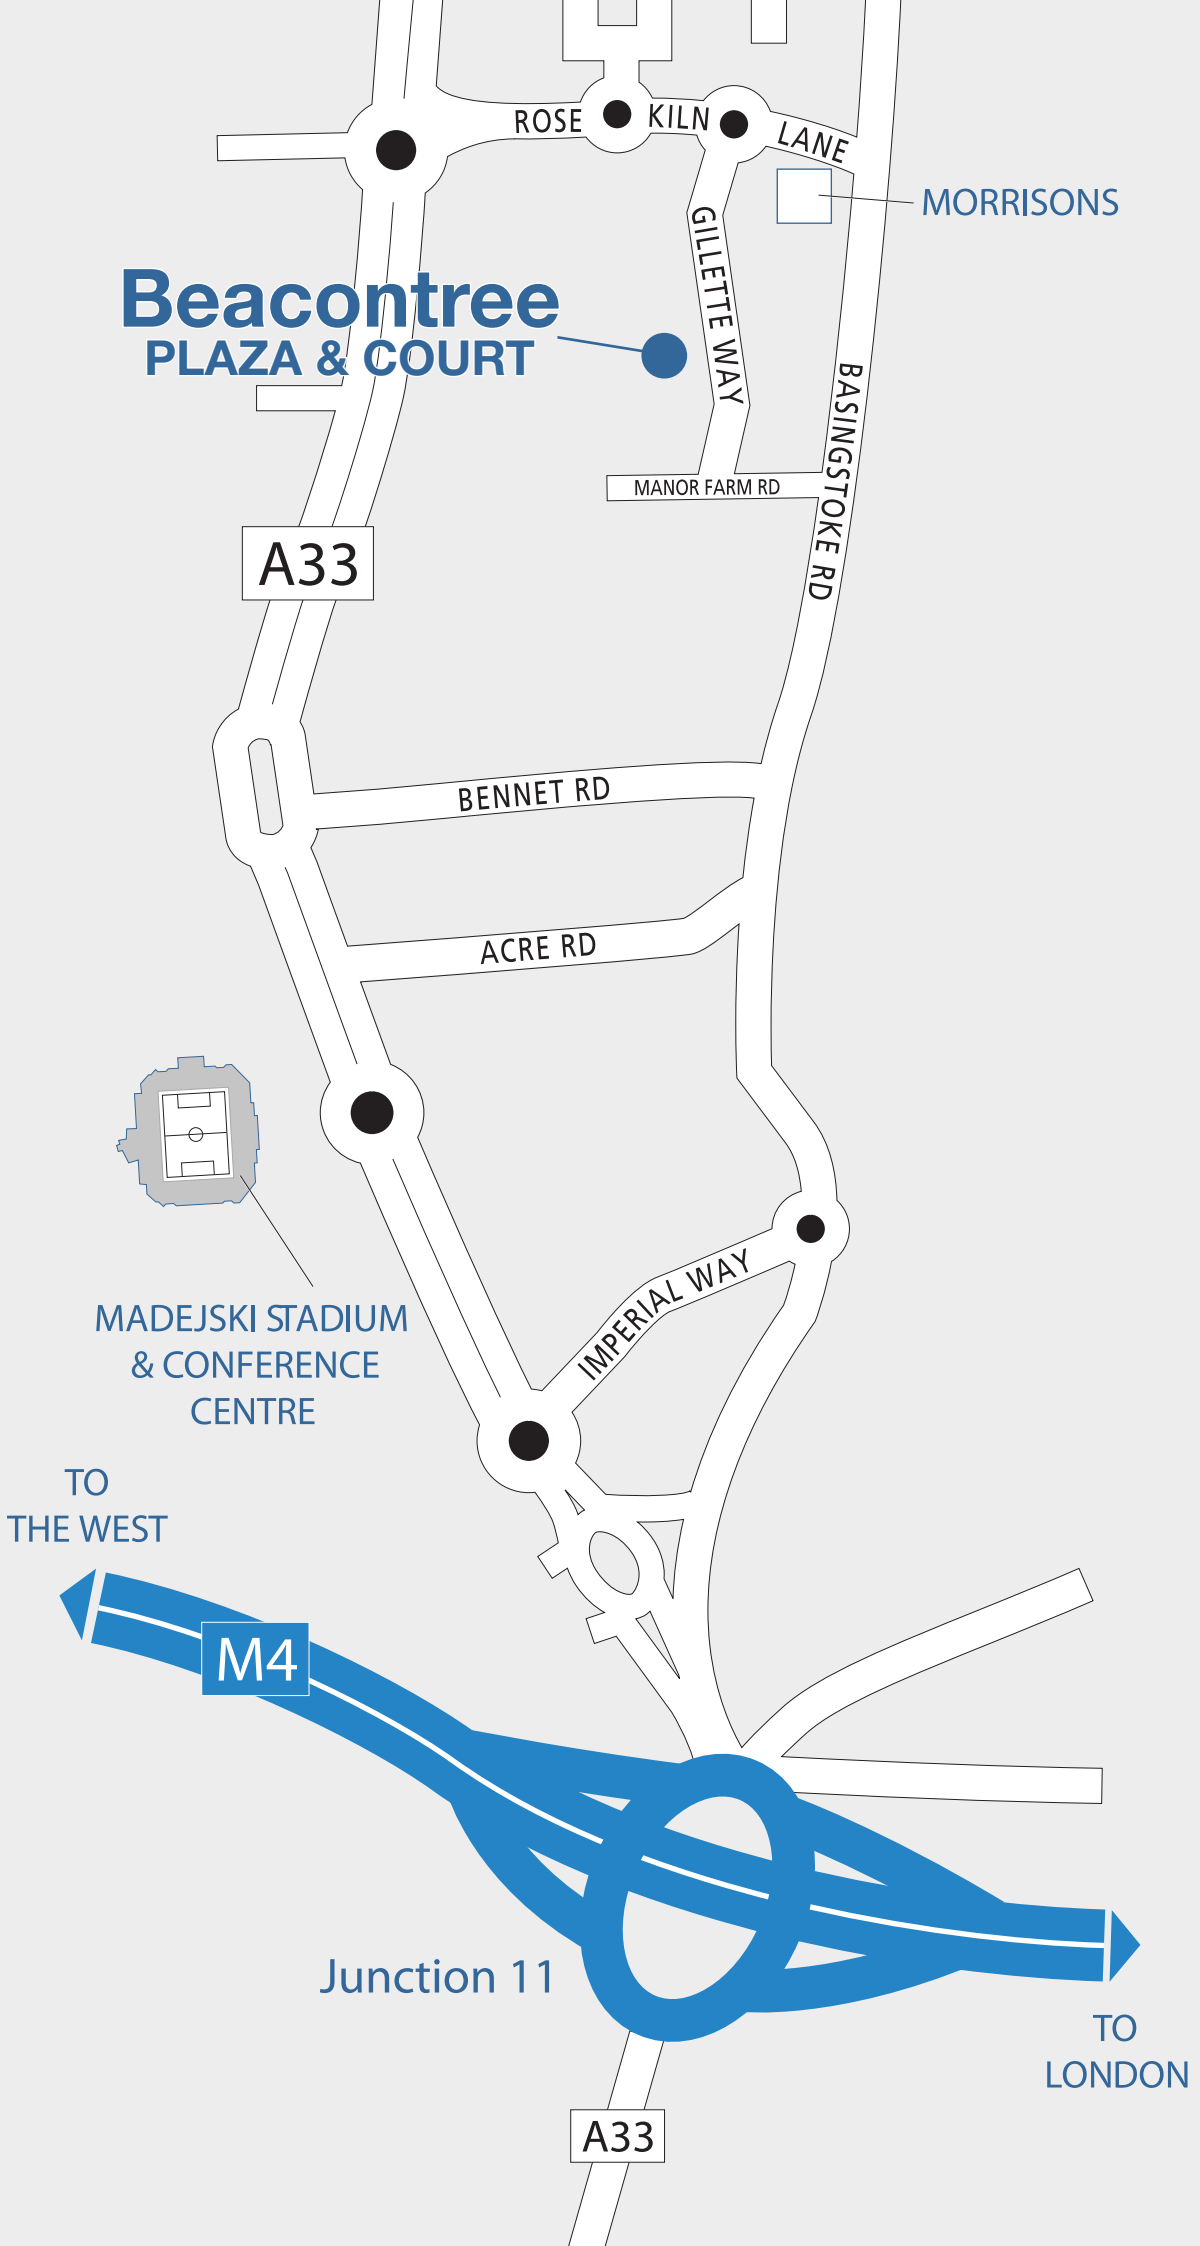 ROSE KILN LANE
MORRISONS
GILLETTE WAY
Beacontree
PLAZA & COURT
BASINGSTOKE RD
MANOR FARM RD
A33
BENNET RD
ACRE RD
IMPERIAL WAY
MADEJSKI STADIUM
& CONFERENCE
CENTRE
TO
THE WEST
M4
Junction 11
TO
LONDON
A33